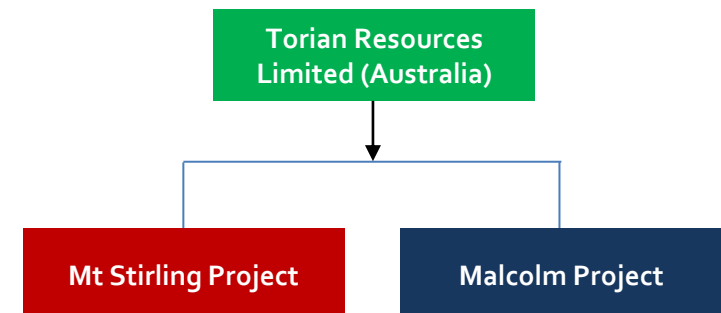 Torian Resources
Limited (Australia)
Mt Stirling Project
Malcolm Project